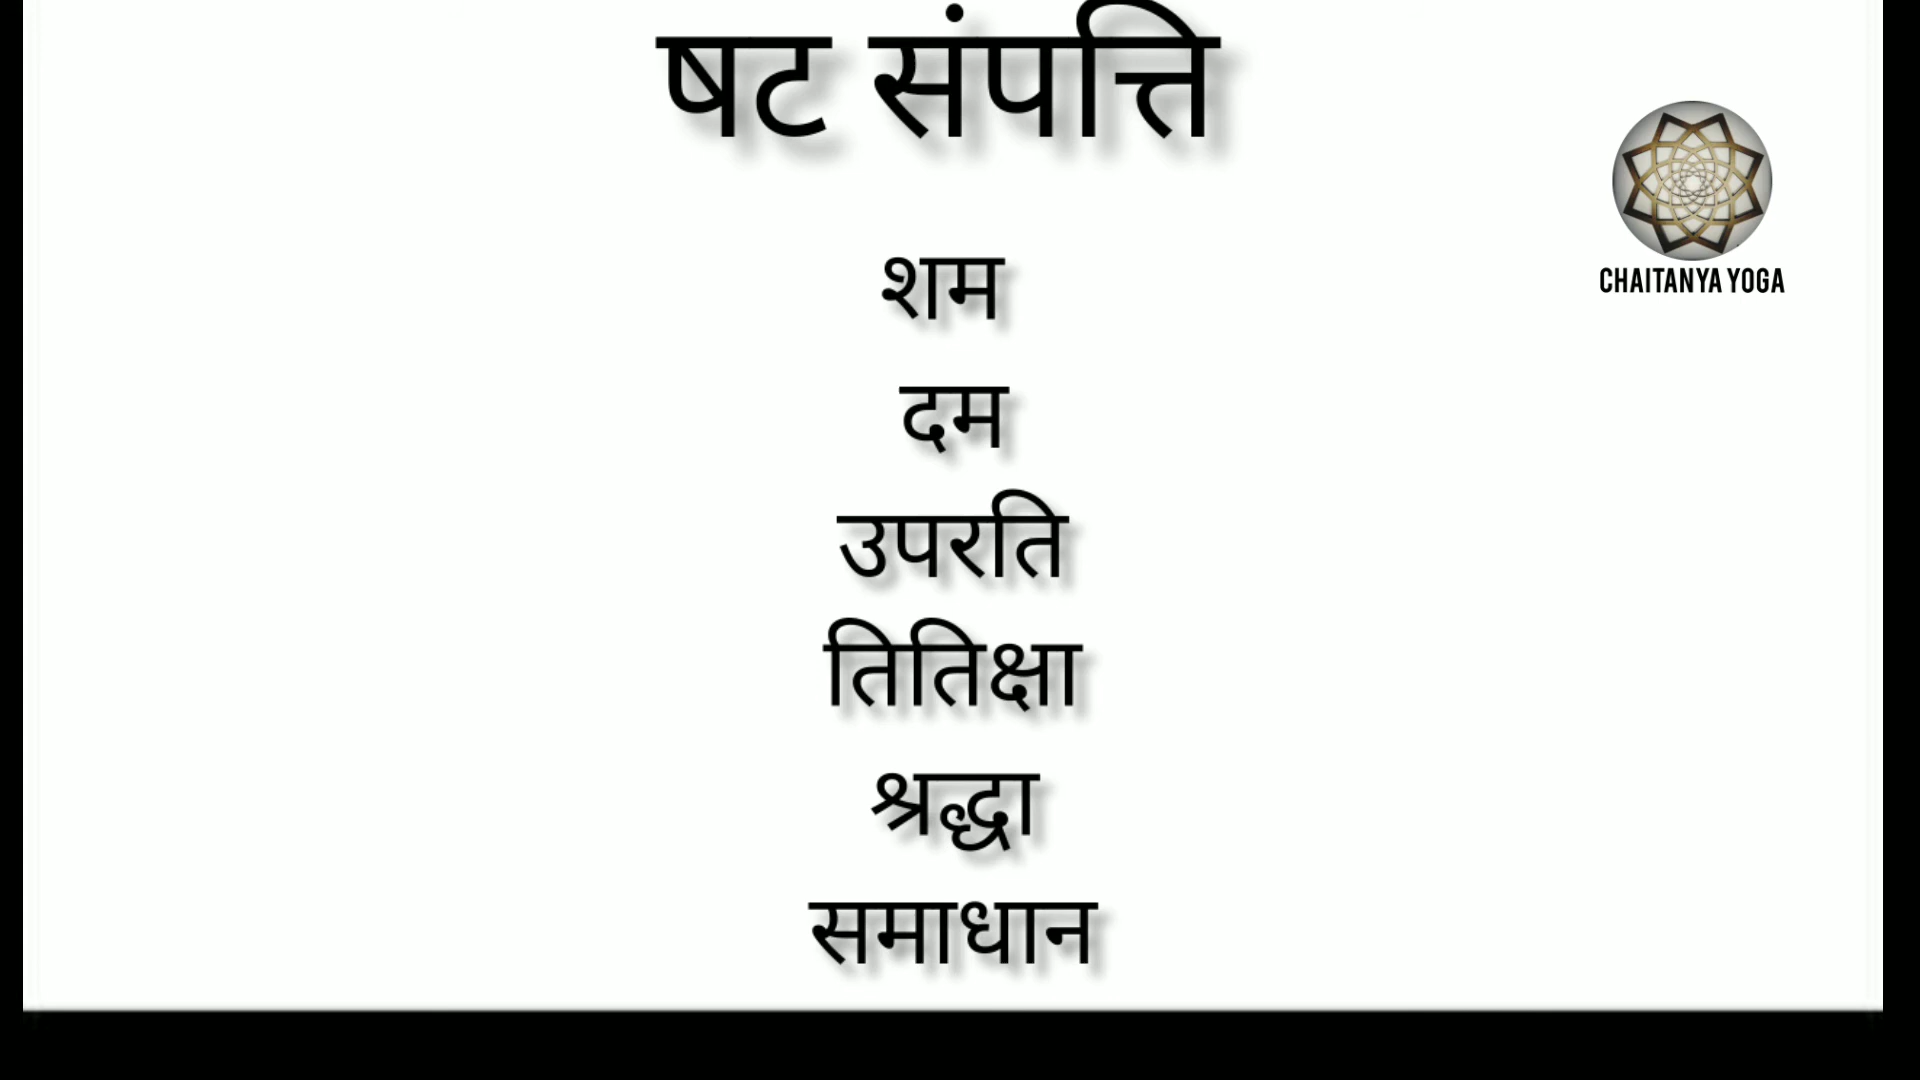 षट संपत्ति
शम
दम
उपरति
तितिक्षा
श्रद्धा
समाधान
CHAITANYA YOGA